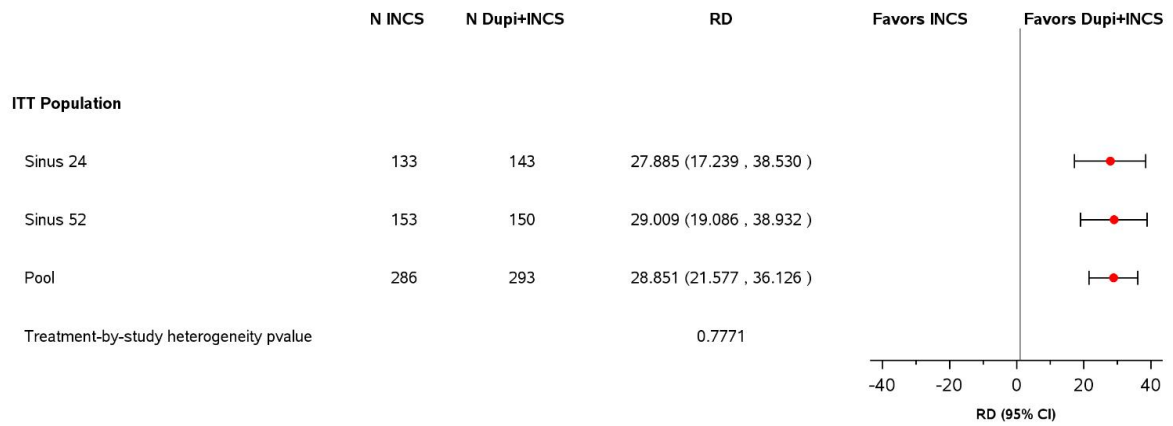 N INCS N Dupi+INCS RD Favors INCS Favors Dupi+INCS
ITT Population
Sinus 24 133 143 27.885 (17.239 , 38.530 )
Sinus 52 153 150 29.009 (19.086 , 38.932 )
Pool 286 293 28.851 (21.577 , 36.126 )
Treatment-by-study heterogeneity pvalue 0.7771
-40 -20 0 20 40
RD (95% CI)